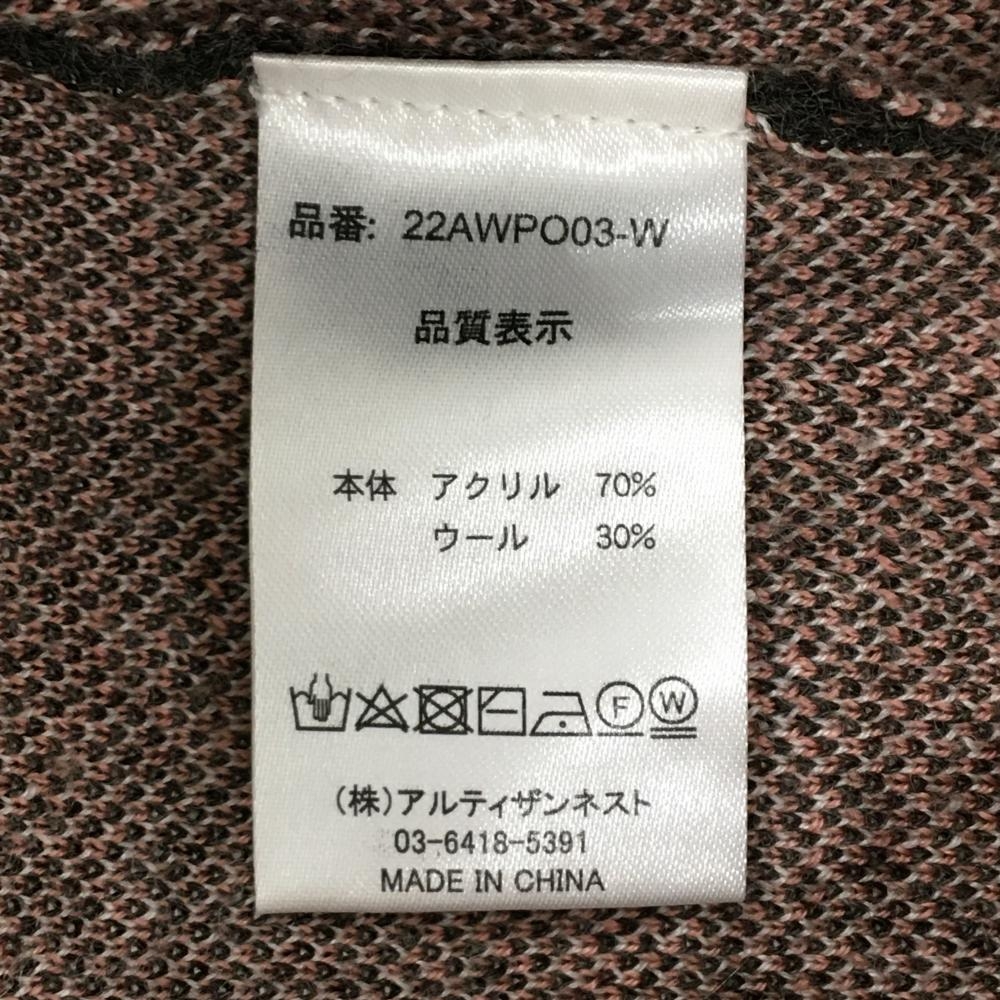 品番: 22AWPO03-W
品質表示
本体 アクリル 70%
ウール 30%
F W
(株)アルティザンネスト
03-6418-5391
MADE IN CHINA